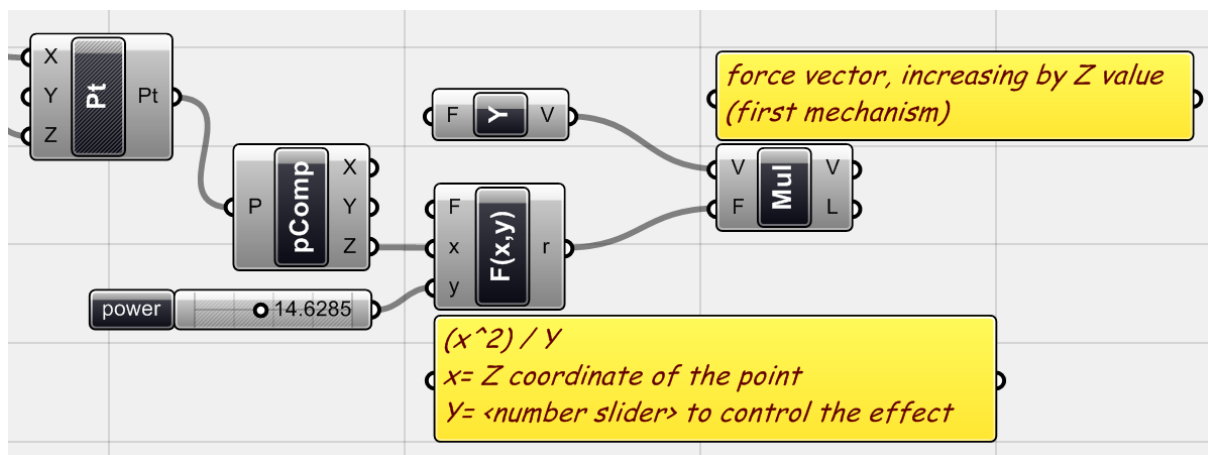 X
Y
Z
Pt
Pt
P
pComp
X
Y
Z
power
14.6285
F
Y
V
F
x
y
F(x,y)
r
force vector, increasing by Z value
(first mechanism)
V
F
Mul
V
L
(x^2) / Y
x= Z coordinate of the point
Y= <number slider> to control the effect